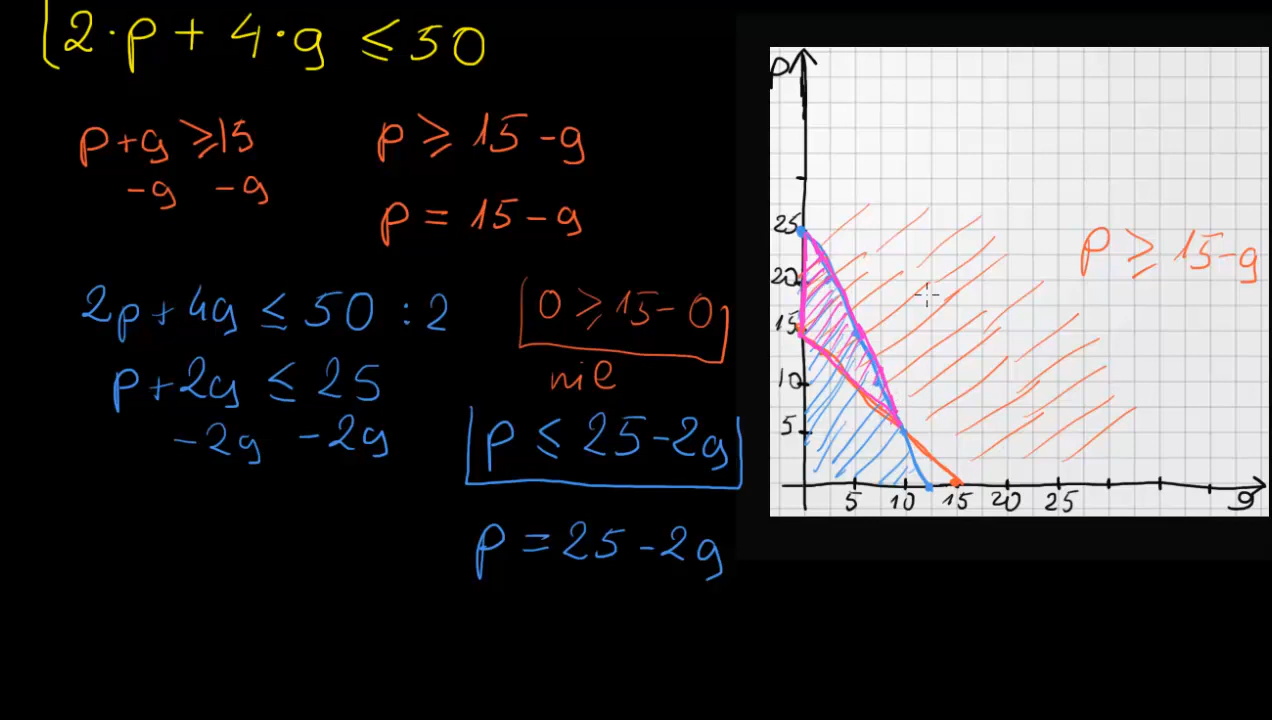 2·p + 4·g ≤ 50
p+g ≥15
-g -g
p ≥ 15-g
p = 15-g
2p+4g ≤ 50 :2
p+2g ≤ 25
-2g -2g
0 ≥ 15-0
nie
p ≤ 25-2g
p = 25-2g
p
25
20
15
10
5
5 10 15 20 25 g
p ≥ 15-g